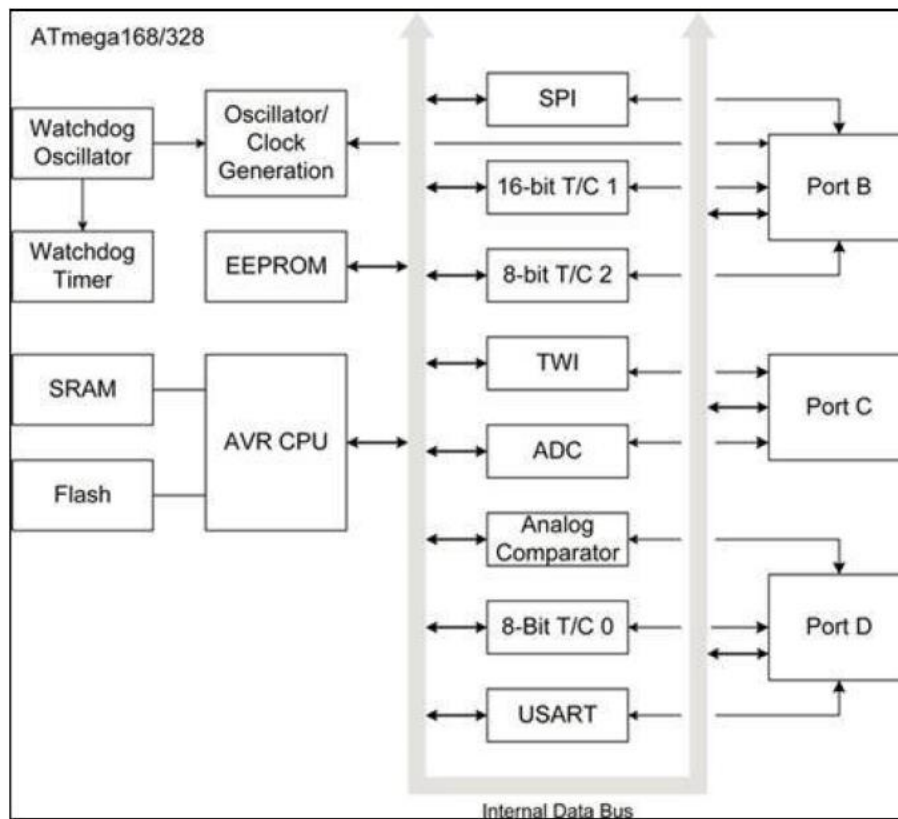 ATmega168/328
Watchdog
Oscillator
Oscillator/
Clock
Generation
SPI
16-bit T/C 1
Port B
Watchdog
Timer
EEPROM
8-bit T/C 2
SRAM
AVR CPU
TWI
Port C
Flash
ADC
Analog
Comparator
8-Bit T/C 0
Port D
USART
Internal Data Bus